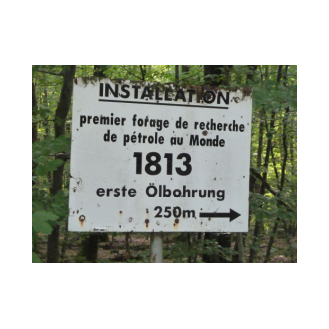 INSTALLATION
premier forage de recherche
de pétrole au Monde
1813
erste Ölbohrung
250m